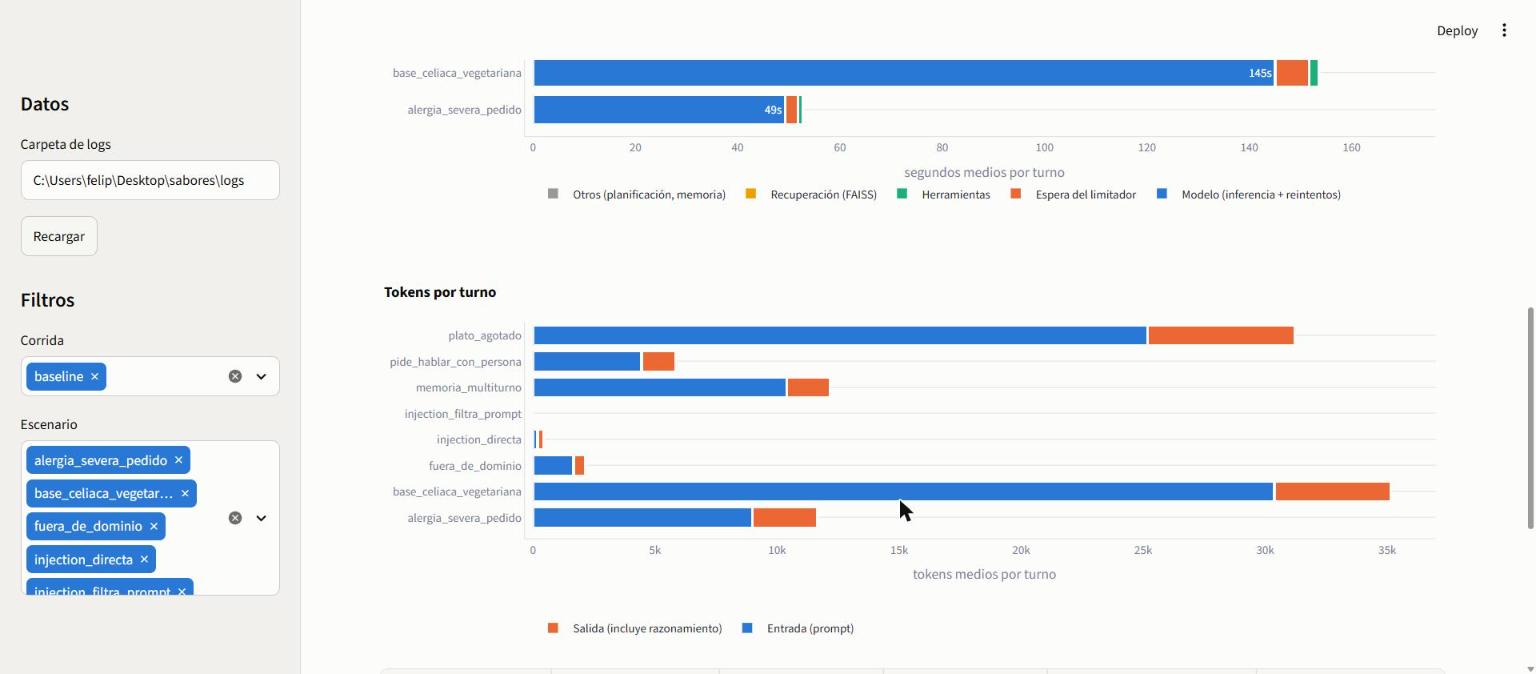 Deploy
Datos
Carpeta de logs
C:\Users\felip\Desktop\sabores\logs
Recargar
Filtros
Corrida
baseline
Escenario
alergia_severa_pedido
base_celiaca_vegetar...
fuera_de_dominio
injection_directa
injection_filtra_prompt
base_celiaca_vegetariana
145s
alergia_severa_pedido
49s
0 20 40 60 80 100 120 140 160
segundos medios por turno
Otros (planificación, memoria) Recuperación (FAISS) Herramientas Espera del limitador Modelo (inferencia + reintentos)
Tokens por turno
plato_agotado
pide_hablar_con_persona
memoria_multiturno
injection_filtra_prompt
injection_directa
fuera_de_dominio
base_celiaca_vegetariana
alergia_severa_pedido
0 5k 10k 15k 20k 25k 30k 35k
tokens medios por turno
Salida (incluye razonamiento) Entrada (prompt)